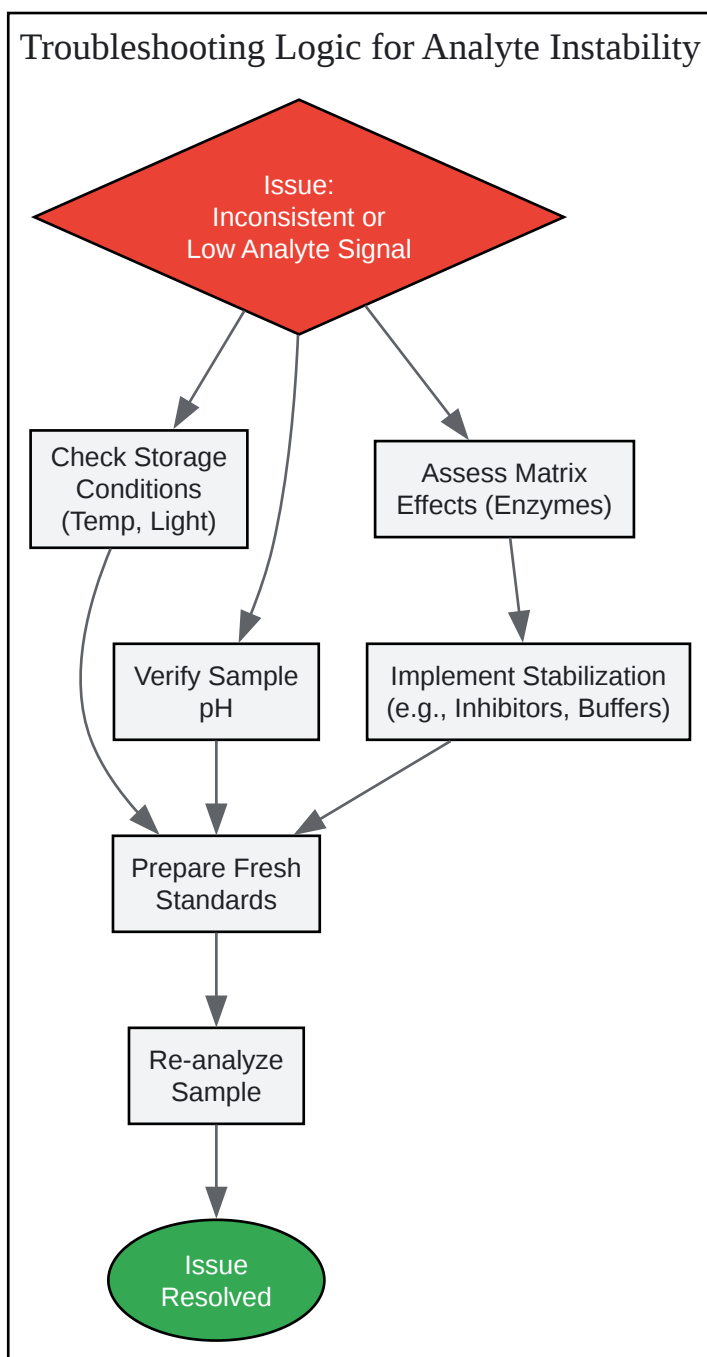 Troubleshooting Logic for Analyte Instability
Issue:
Inconsistent or
Low Analyte Signal
Check Storage
Conditions
(Temp, Light)
Assess Matrix
Effects (Enzymes)
Verify Sample
pH
Implement Stabilization
(e.g., Inhibitors, Buffers)
Prepare Fresh
Standards
Re-analyze
Sample
Issue
Resolved